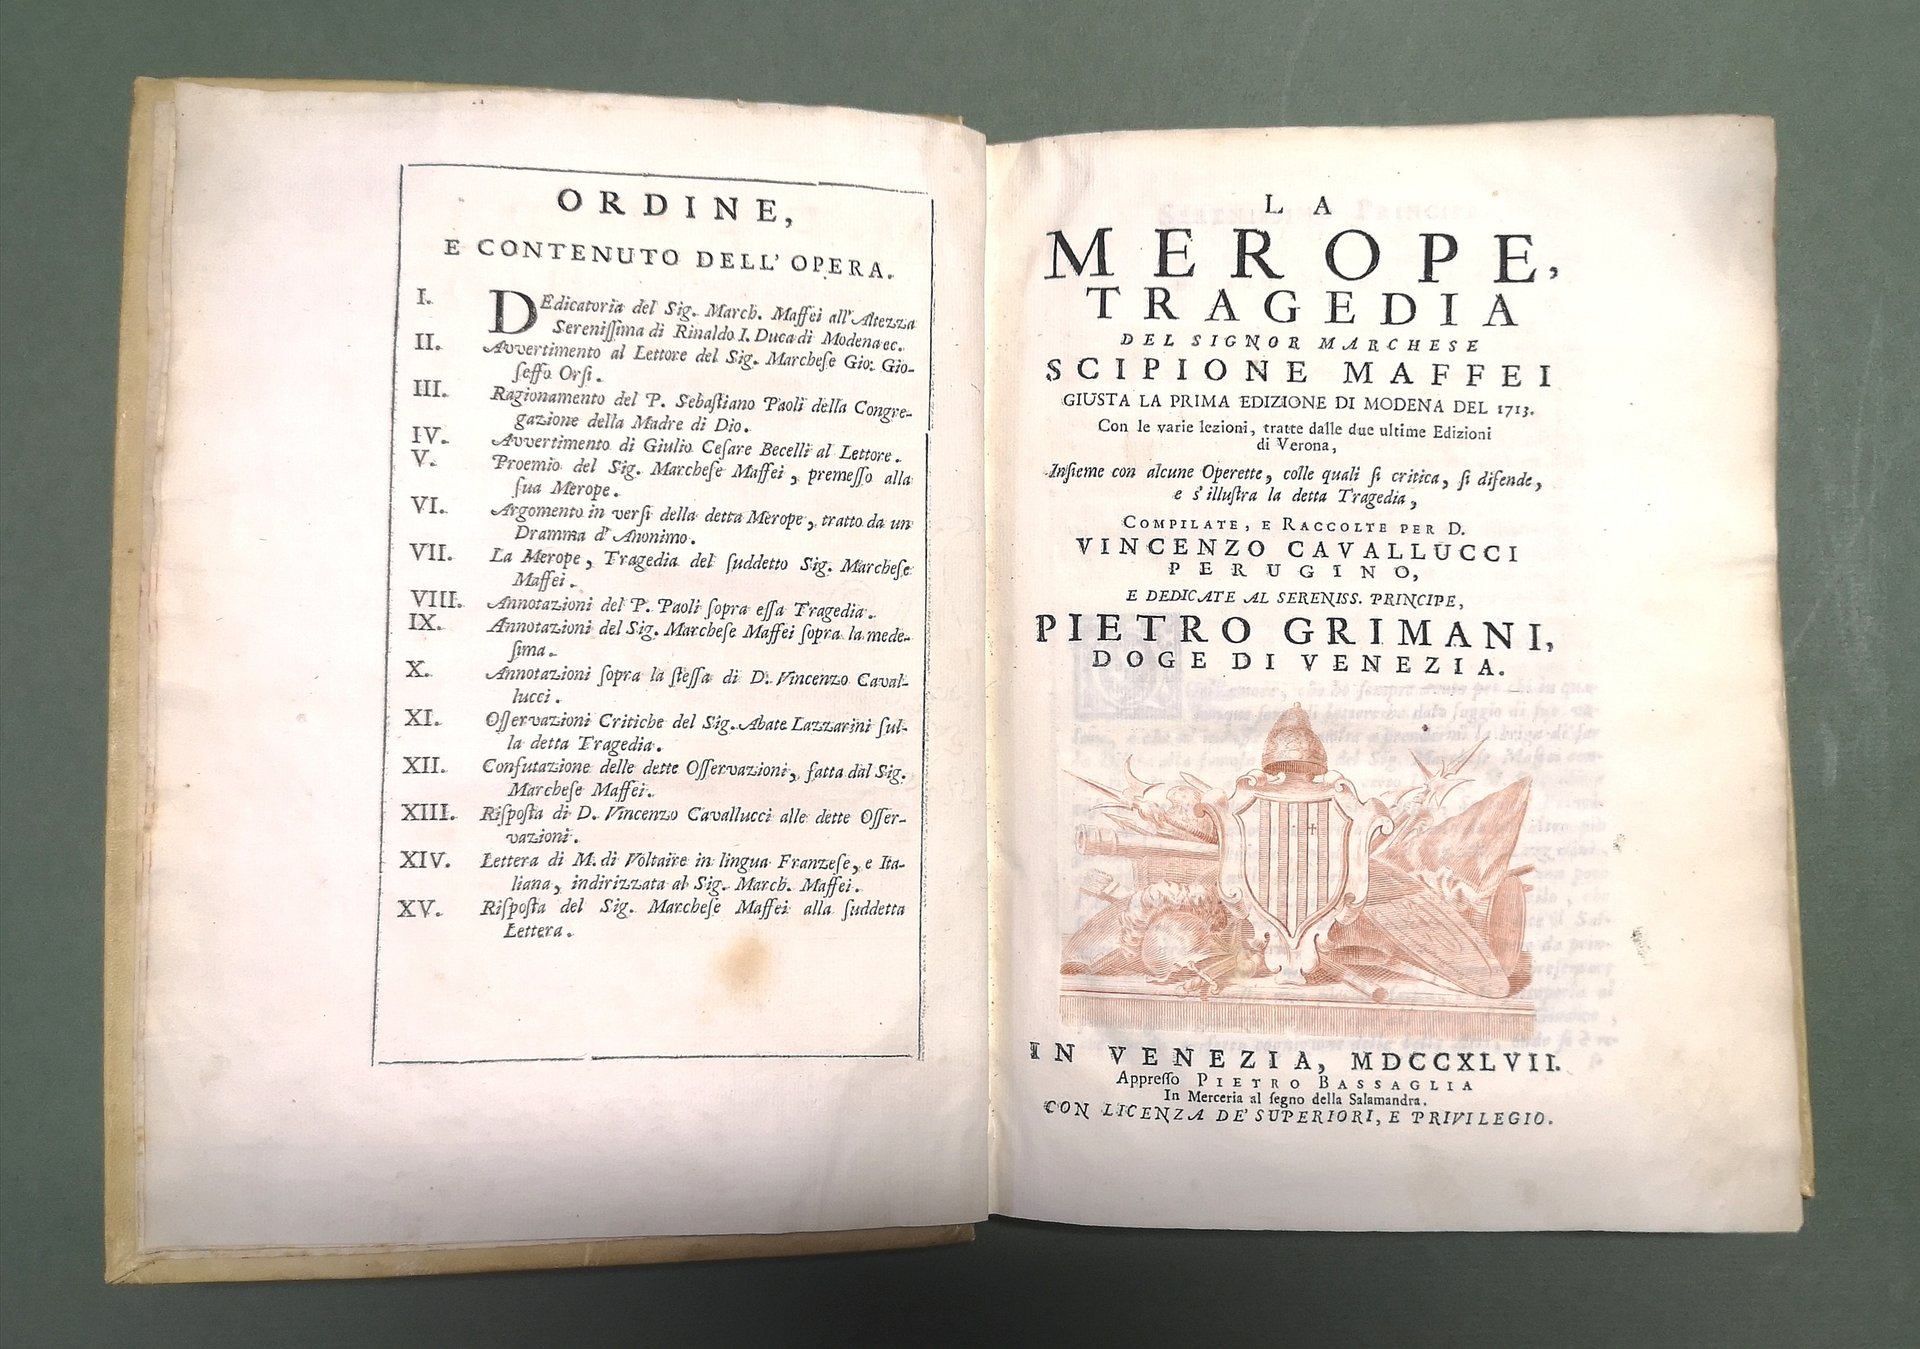 ORDINE,
E CONTENUTO DELL' OPERA.
I. DEdicatoria del Sig. March. Maffei all' Altezza
Sereniſſima di Rinaldo I. Duca di Modena ec.
II. Avvertimento al Lettore del Sig. Marcheſe Gio: Gio-
ſeffo Orſi.
III. Ragionamento del P. Sebaſtiano Paoli della Congre-
gazione della Madre di Dio.
IV. Avvertimento di Giulio Ceſare Becelli al Lettore.
V. Proemio del Sig. Marcheſe Maffei, premeſſo alla
ſua Merope.
VI. Argomento in verſi della detta Merope, tratto da un
Dramma d' Anonimo.
VII. La Merope, Tragedia del ſuddetto Sig. Marcheſe
Maffei.
VIII. Annotazioni del P. Paoli ſopra eſſa Tragedia.
IX. Annotazioni del Sig. Marcheſe Maffei ſopra la mede-
ſima.
X. Annotazioni ſopra la ſteſſa di D. Vincenzo Caval-
lucci.
XI. Oſſervazioni Critiche del Sig. Abate Lazzarini ſul-
la detta Tragedia.
XII. Confutazione delle dette Oſſervazioni, fatta dal Sig.
Marcheſe Maffei.
XIII. Riſpoſta di D. Vincenzo Cavallucci alle dette Oſſer-
vazioni.
XIV. Lettera di M. di Voltaire in lingua Franzeſe, e Ita-
liana, indirizzata al Sig. March. Maffei.
XV. Riſpoſta del Sig. Marcheſe Maffei alla ſuddetta
Lettera.
LA
MEROPE,
TRAGEDIA
DEL SIGNOR MARCHESE
SCIPIONE MAFFEI
GIUSTA LA PRIMA EDIZIONE DI MODENA DEL 1713.
Con le varie lezioni, tratte dalle due ultime Edizioni
di Verona,
Inſieme con alcune Operette, colle quali ſi critica, ſi difende,
e s' illuſtra la detta Tragedia,
COMPILATE, E RACCOLTE PER D.
VINCENZO CAVALLUCCI
PERUGINO,
E DEDICATE AL SERENISS. PRINCIPE,
PIETRO GRIMANI,
DOGE DI VENEZIA.
IN VENEZIA, MDCCXLVII.
Appreſſo PIETRO BASSAGLIA
In Merceria al ſegno della Salamandra.
CON LICENZA DE' SUPERIORI, E PRIVILEGIO.